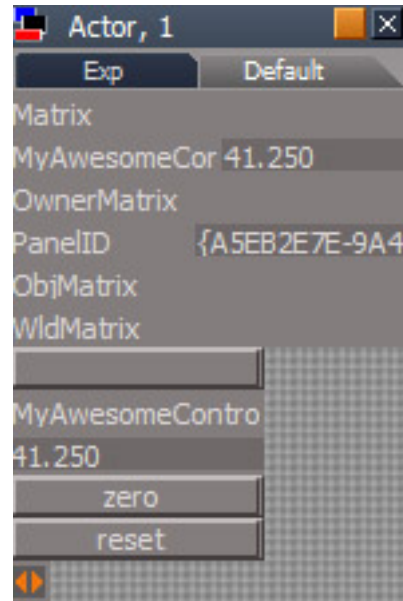 Actor, 1
Exp Default
Matrix
MyAwesomeCor 41.250
OwnerMatrix
PanelID {A5EB2E7E-9A4
ObjMatrix
WldMatrix
MyAwesomeContro
41.250
zero
reset